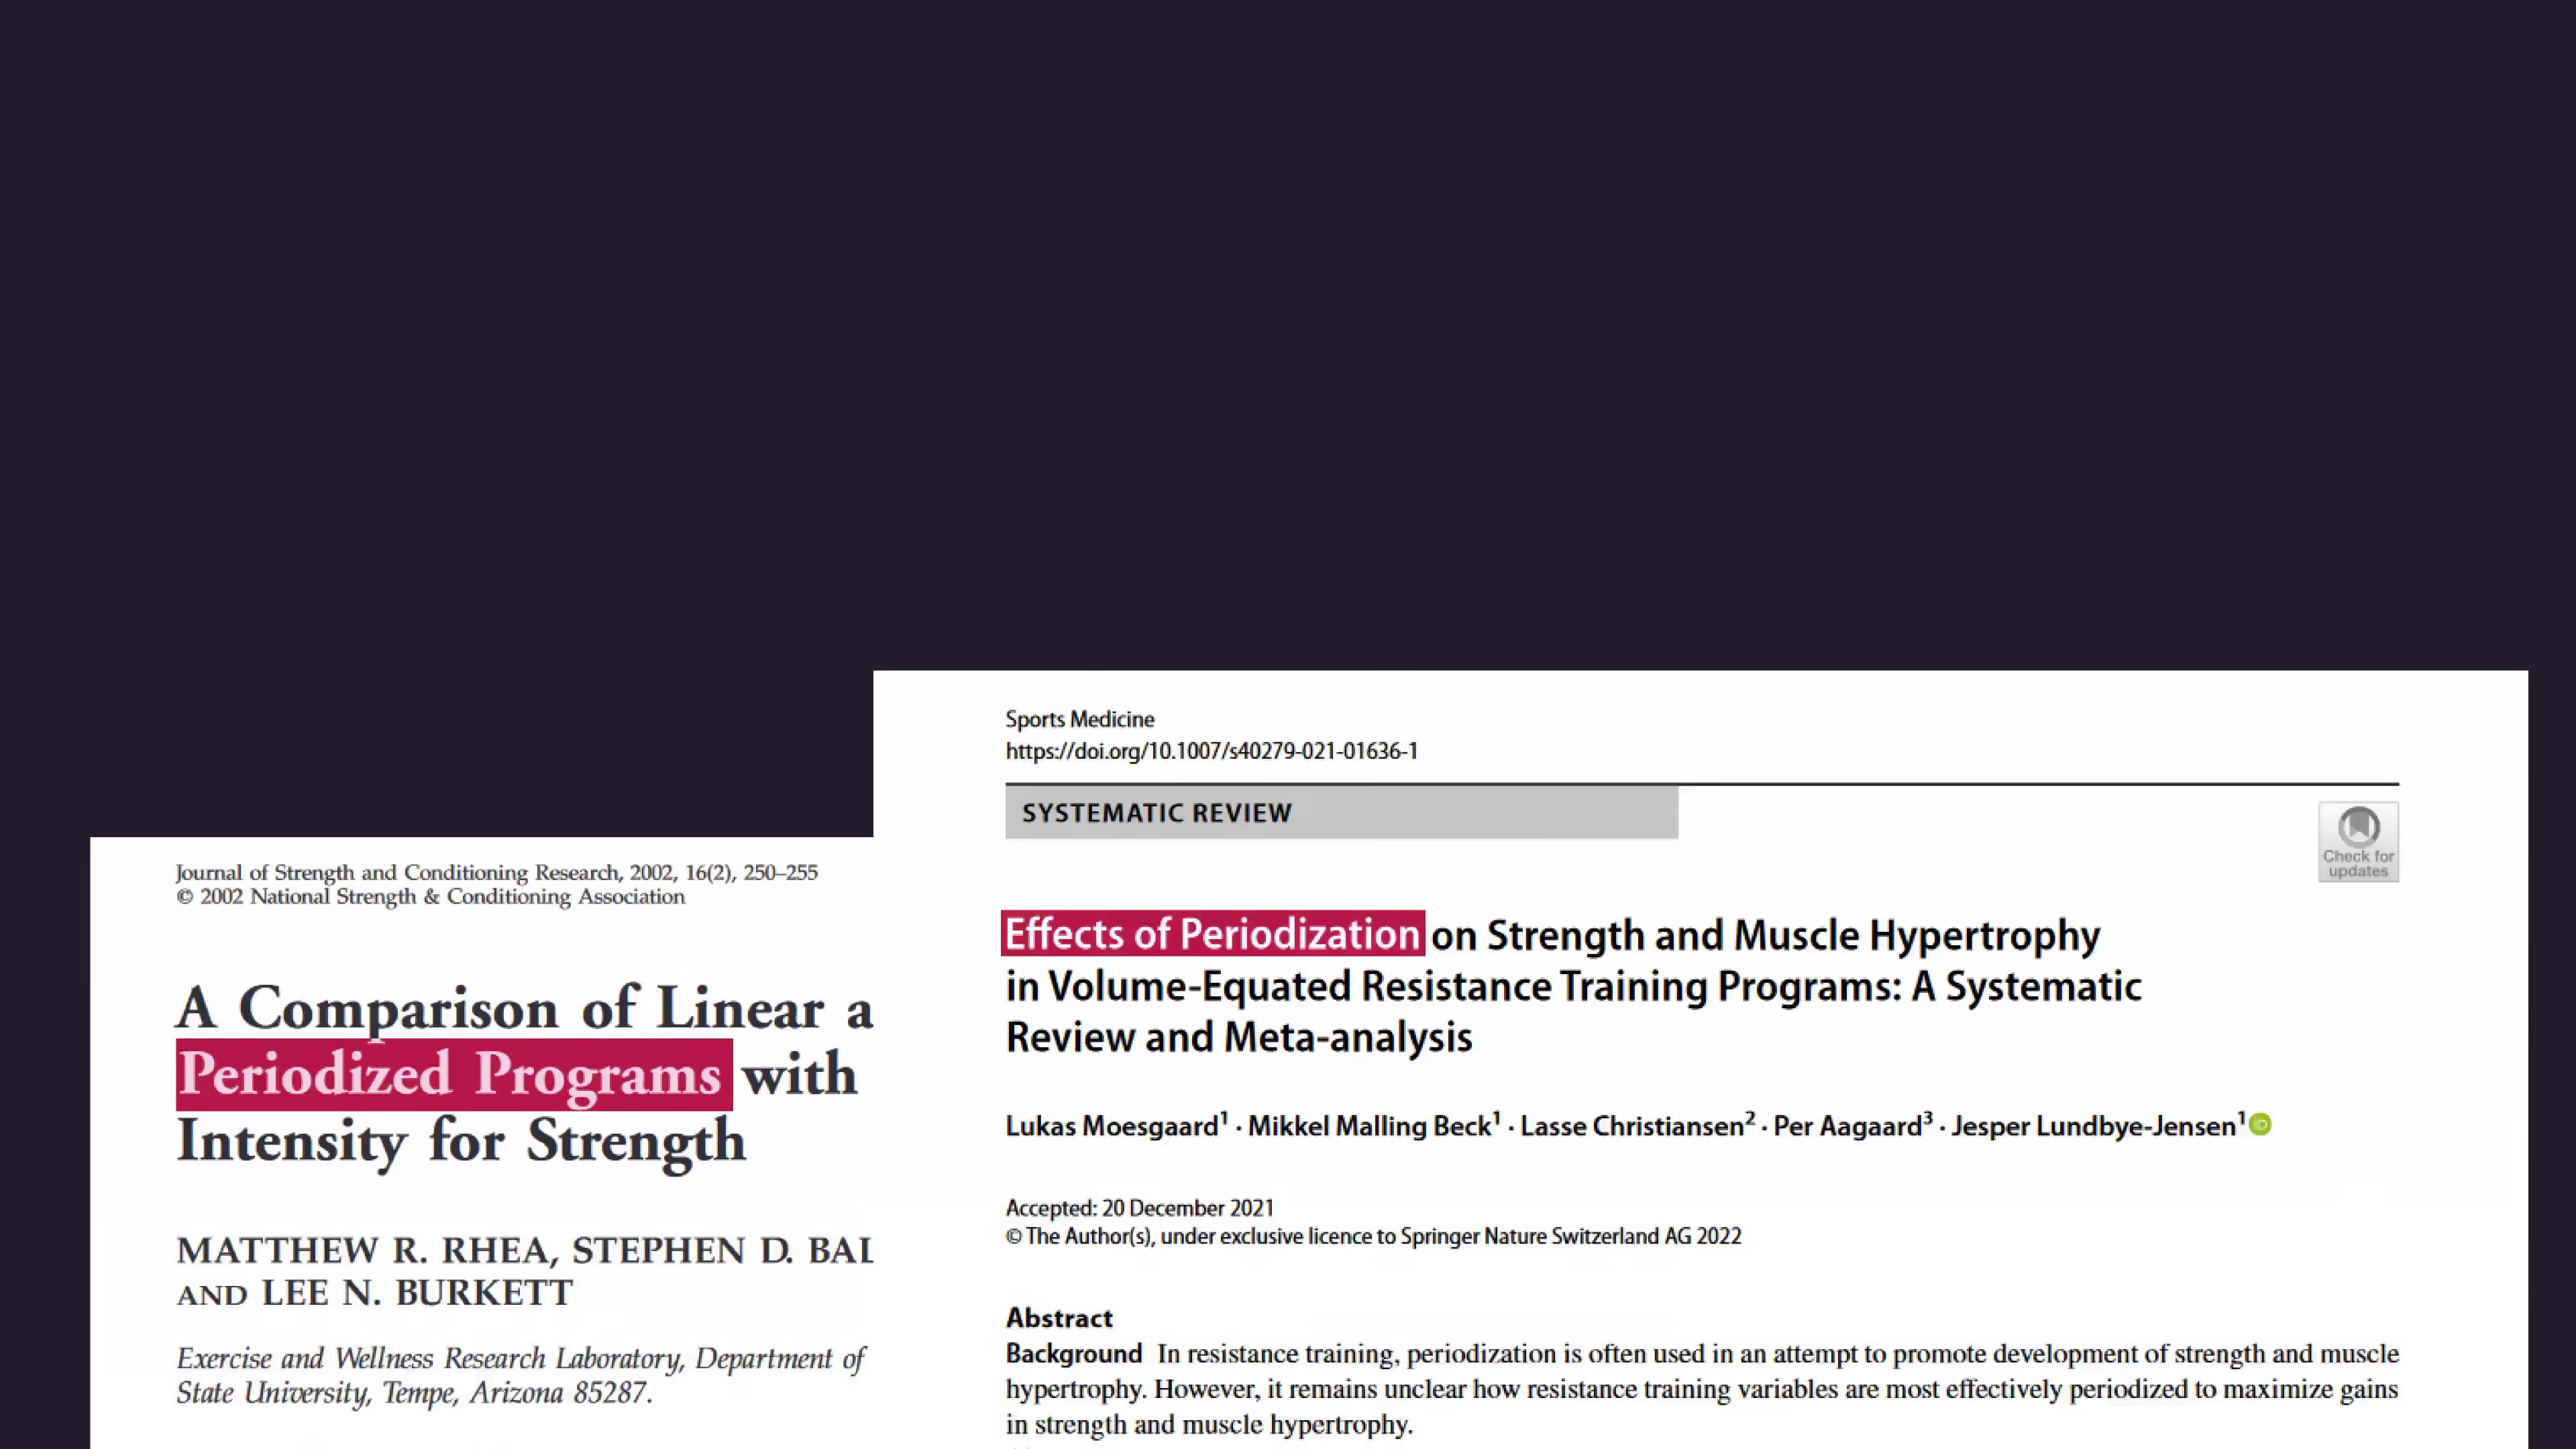 Journal of Strength and Conditioning Research, 2002, 16(2), 250–255
© 2002 National Strength & Conditioning Association
A Comparison of Linear a
Periodized Programs with
Intensity for Strength
MATTHEW R. RHEA, STEPHEN D. BAL
AND LEE N. BURKETT
Exercise and Wellness Research Laboratory, Department of
State University, Tempe, Arizona 85287.
Sports Medicine
https://doi.org/10.1007/s40279-021-01636-1
SYSTEMATIC REVIEW
Check for
updates
Effects of Periodization on Strength and Muscle Hypertrophy
in Volume-Equated Resistance Training Programs: A Systematic
Review and Meta-analysis
Lukas Moesgaard¹ · Mikkel Malling Beck¹ · Lasse Christiansen² · Per Aagaard³ · Jesper Lundbye-Jensen¹ iD
Accepted: 20 December 2021
© The Author(s), under exclusive licence to Springer Nature Switzerland AG 2022
Abstract
Background In resistance training, periodization is often used in an attempt to promote development of strength and muscle
hypertrophy. However, it remains unclear how resistance training variables are most effectively periodized to maximize gains
in strength and muscle hypertrophy.